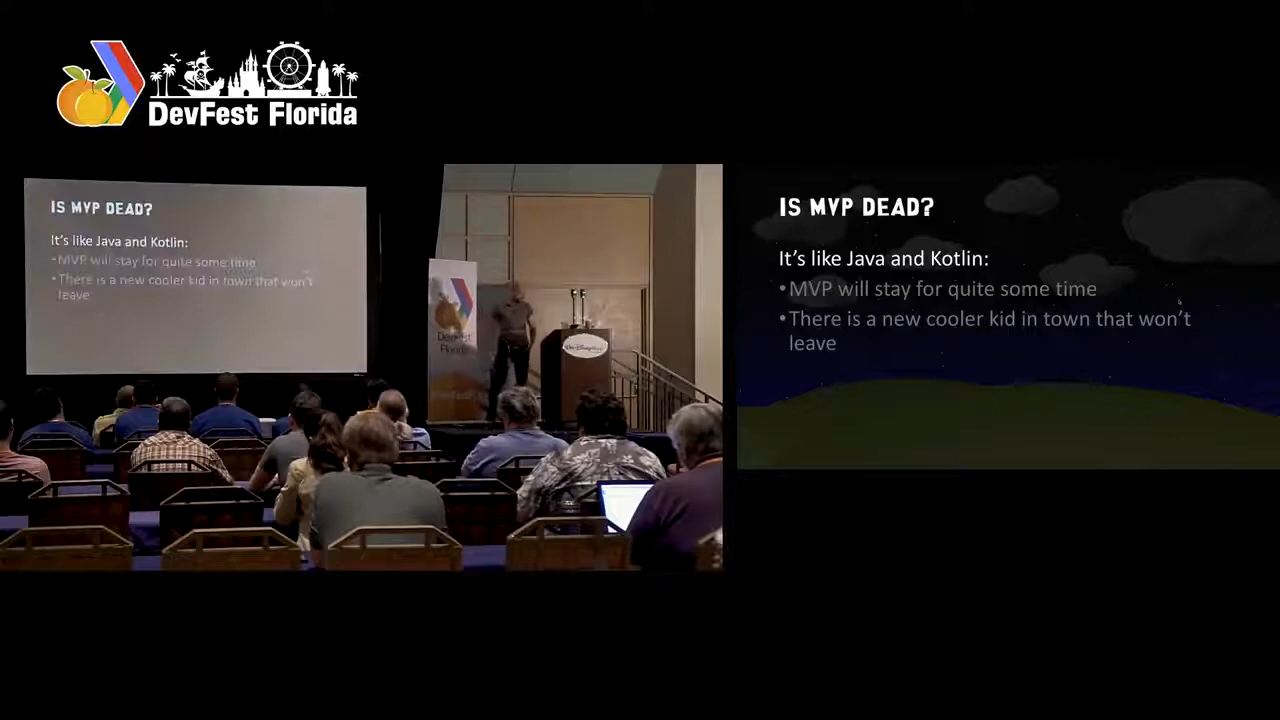 DevFest Florida
IS MVP DEAD?
It's like Java and Kotlin:
•MVP will stay for quite some time
•There is a new cooler kid in town that won't
leave
DevFest
Florida
IS MVP DEAD?
It's like Java and Kotlin:
•MVP will stay for quite some time
•There is a new cooler kid in town that won't
leave